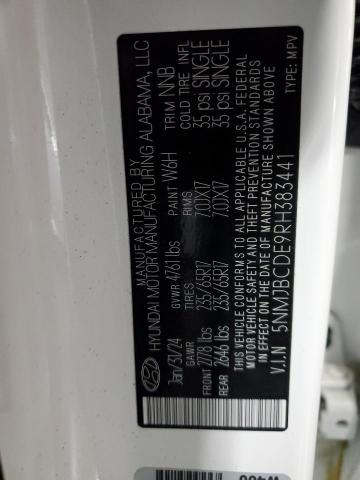 MANUFACTURED BY
HYUNDAI MOTOR MANUFACTURING ALABAMA, LLC
Jan/31/24 GVWR 4761 lbs PAINT W6H TRIM NNB
GAWR RIMS COLD TIRE INFL
FRONT 2778 lbs 235/65R17 7.0JX17 35 psi SINGLE
REAR 2646 lbs 235/65R17 7.0JX17 35 psi SINGLE
THIS VEHICLE CONFORMS TO ALL APPLICABLE U.S.A. FEDERAL
MOTOR VEHICLE SAFETY AND THEFT PREVENTION STANDARDS
IN EFFECT ON THE DATE OF MANUFACTURE SHOWN ABOVE
V.I.N 5NMJBCDE9RH383441 TYPE: MPV